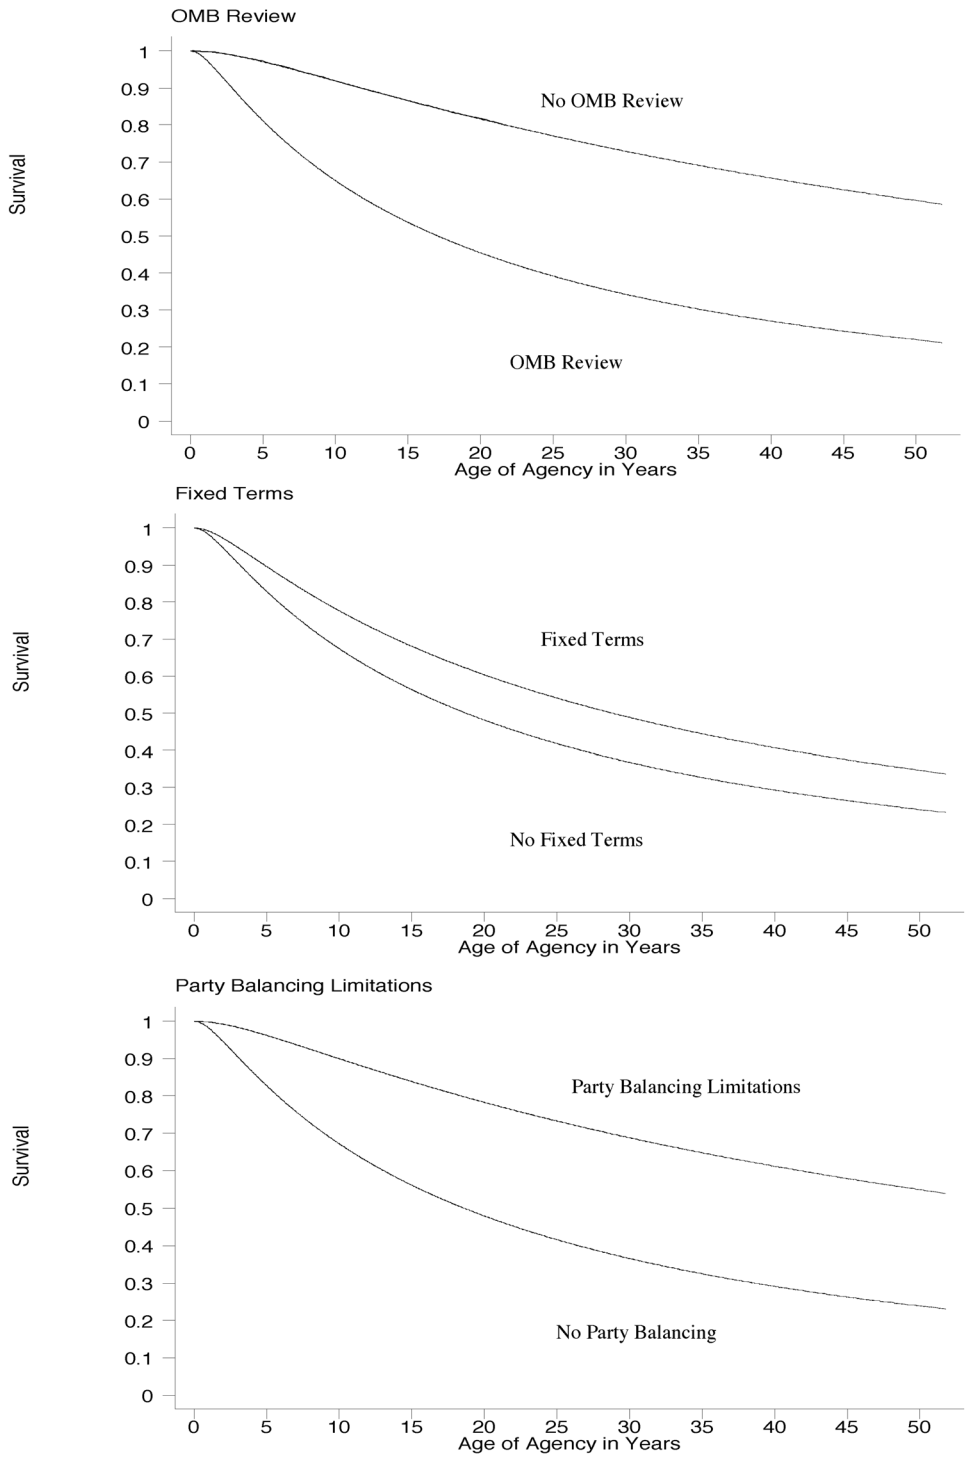 OMB Review
Survival
1
0.9
0.8
0.7
0.6
0.5
0.4
0.3
0.2
0.1
0
No OMB Review
OMB Review
0 5 10 15 20 25 30 35 40 45 50
Age of Agency in Years
Fixed Terms
Survival
1
0.9
0.8
0.7
0.6
0.5
0.4
0.3
0.2
0.1
0
Fixed Terms
No Fixed Terms
0 5 10 15 20 25 30 35 40 45 50
Age of Agency in Years
Party Balancing Limitations
Survival
1
0.9
0.8
0.7
0.6
0.5
0.4
0.3
0.2
0.1
0
Party Balancing Limitations
No Party Balancing
0 5 10 15 20 25 30 35 40 45 50
Age of Agency in Years